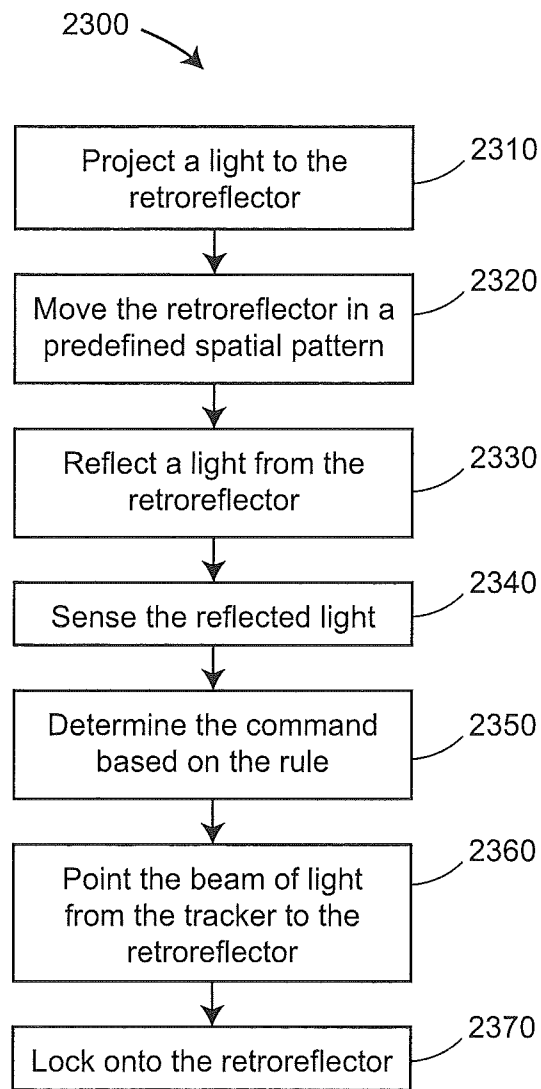 2300
Project a light to the
retroreflector
2310
Move the retroreflector in a
predefined spatial pattern
2320
Reflect a light from the
retroreflector
2330
Sense the reflected light
2340
Determine the command
based on the rule
2350
Point the beam of light
from the tracker to the
retroreflector
2360
Lock onto the retroreflector
2370